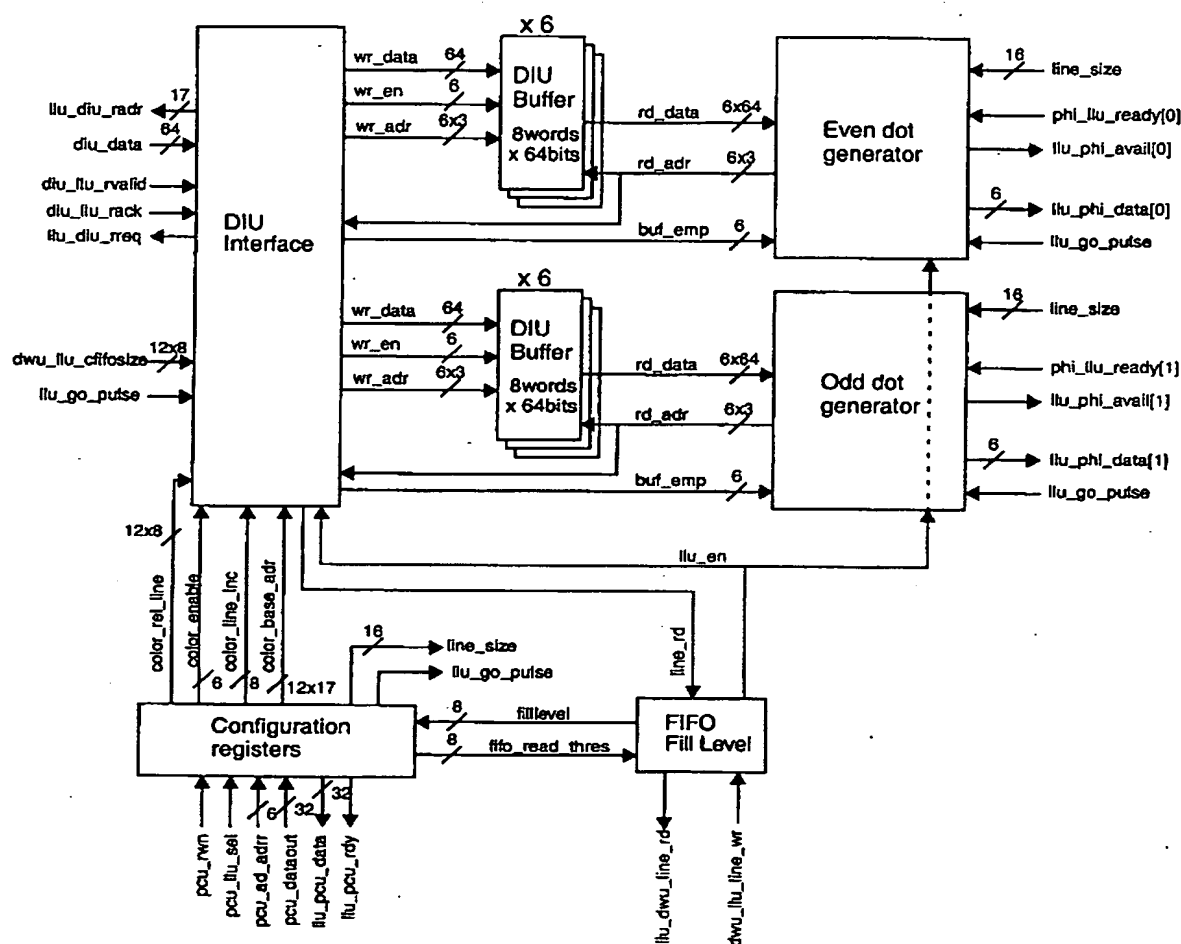 x 6
wr_data
64
wr_en
6
wr_adr
6x3
DIU
Buffer
8words
x 64bits
rd_data
6x64
rd_adr
6x3
buf_emp
6
Even dot
generator
16
line_size
phi_llu_ready[0]
llu_phi_avail[0]
6
llu_phi_data[0]
llu_go_pulse
17
llu_diu_radr
64
diu_data
diu_llu_rvalid
diu_llu_rack
llu_diu_rreq
DIU
Interface
x 6
wr_data
64
wr_en
6
wr_adr
6x3
DIU
Buffer
8words
x 64bits
rd_data
6x64
rd_adr
6x3
buf_emp
6
Odd dot
generator
16
line_size
phi_llu_ready[1]
llu_phi_avail[1]
6
llu_phi_data[1]
llu_go_pulse
dwu_llu_cfifosize
12x8
llu_go_pulse
12x8
color_rel_line
color_enable
color_line_inc
color_base_adr
6
8
12x17
llu_en
line_rd
16
line_size
llu_go_pulse
Configuration
registers
8
filllevel
8
fifo_read_thres
FIFO
Fill Level
6
32
32
pcu_rwn
pcu_llu_sel
pcu_ad_adrr
pcu_dataout
llu_pcu_data
llu_pcu_rdy
llu_dwu_line_rd
dwu_llu_line_wr